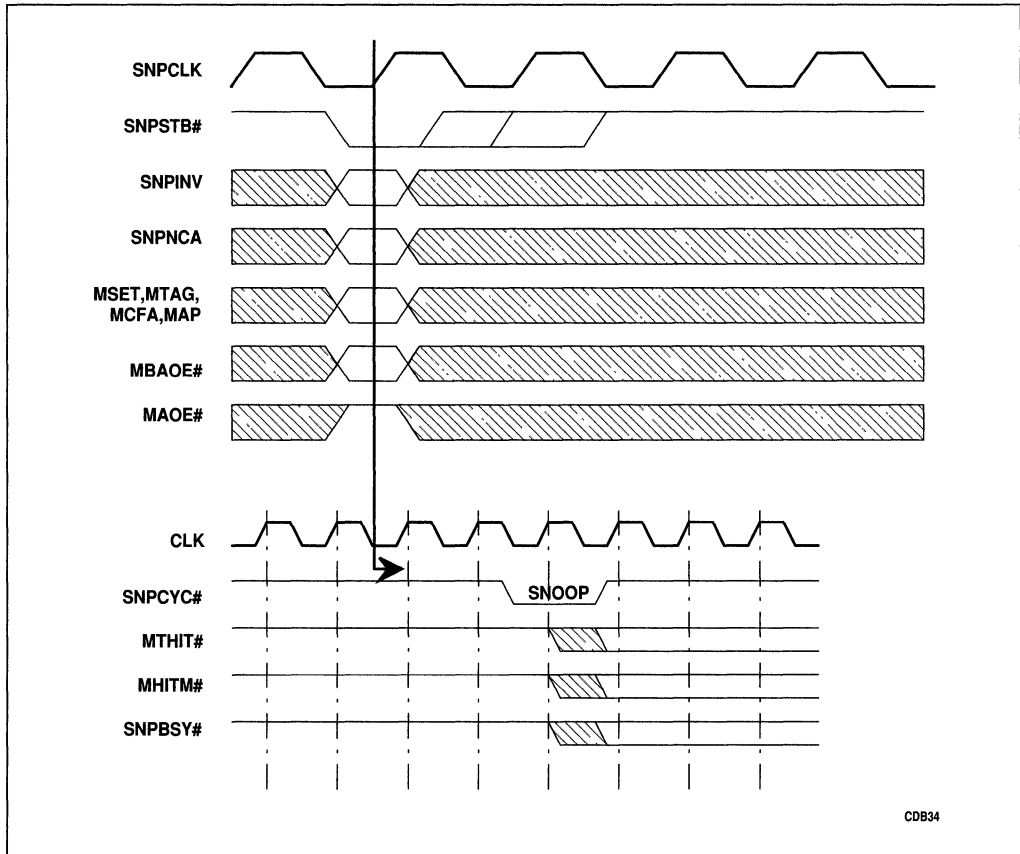 SNPCLK
SNPSTB#
SNPINV
SNPNCA
MSET,MTAG,
MCFA,MAP
MBAOE#
MAOE#
CLK
SNPCYC#
SNOOP
MTHIT#
MHITM#
SNPBSY#
CDB34